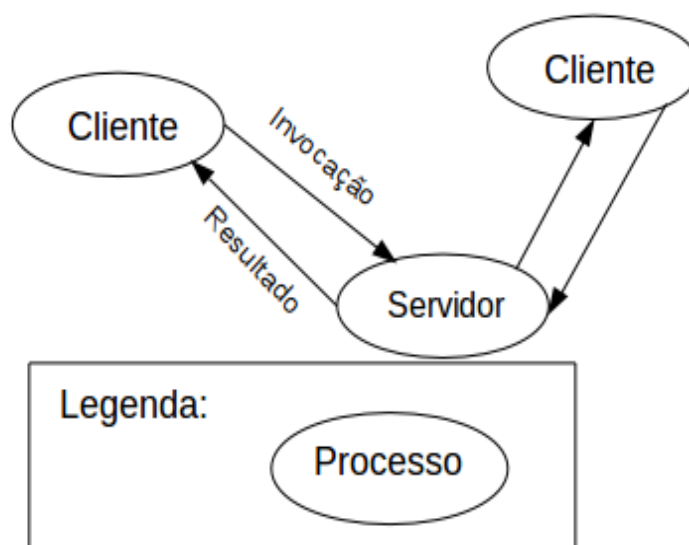 Cliente
Cliente
Invocação
Resultado
Servidor
Legenda:
Processo